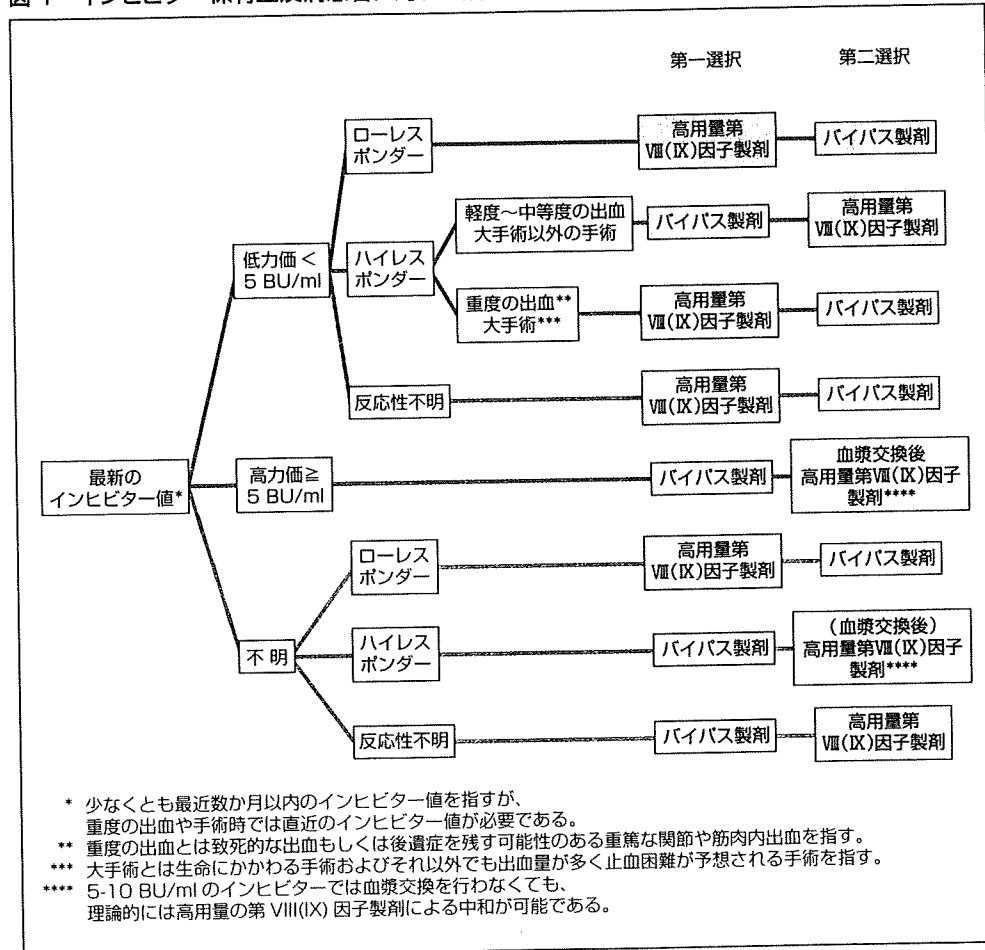 第一選択
第二選択
ローレス
ポンダー
高用量第
Ⅷ(Ⅸ)因子製剤
バイパス製剤
軽度～中等度の出血
大手術以外の手術
バイパス製剤
高用量第
Ⅷ(Ⅸ)因子製剤
低力価＜
5 BU/ml
ハイレス
ポンダー
重度の出血**
大手術***
高用量第
Ⅷ(Ⅸ)因子製剤
バイパス製剤
反応性不明
高用量第
Ⅷ(Ⅸ)因子製剤
バイパス製剤
最新の
インヒビター値*
高力価≧
5 BU/ml
バイパス製剤
血漿交換後
高用量第Ⅷ(Ⅸ)因子
製剤****
ローレス
ポンダー
高用量第
Ⅷ(Ⅸ)因子製剤
バイパス製剤
不 明
ハイレス
ポンダー
バイパス製剤
（血漿交換後）
高用量第Ⅷ(Ⅸ)因子
製剤****
反応性不明
バイパス製剤
高用量第
Ⅷ(Ⅸ)因子製剤
* 少なくとも最近数か月以内のインヒビター値を指すが、
重度の出血や手術時では直近のインヒビター値が必要である。
** 重度の出血とは致死的な出血もしくは後遺症を残す可能性のある重篤な関節や筋肉内出血を指す。
*** 大手術とは生命にかかわる手術およびそれ以外でも出血量が多く止血困難が予想される手術を指す。
**** 5-10 BU/ml のインヒビターでは血漿交換を行わなくても、
理論的には高用量の第 VIII(IX) 因子製剤による中和が可能である。